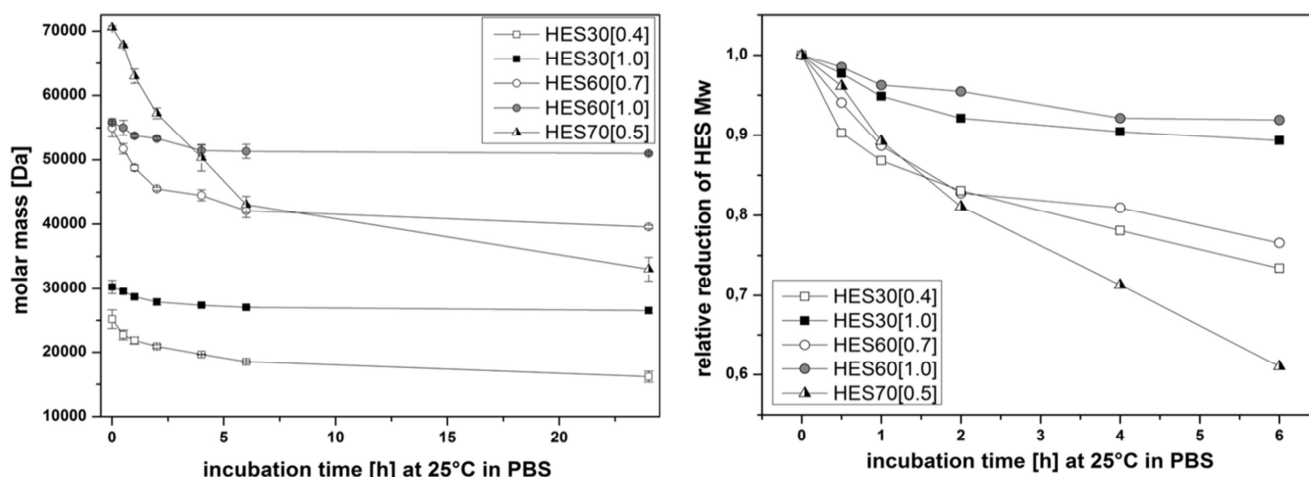 molar mass [Da]
70000
60000
50000
40000
30000
20000
10000
HES30[0.4]
HES30[1.0]
HES60[0.7]
HES60[1.0]
HES70[0.5]
0 5 10 15 20
incubation time [h] at 25°C in PBS
relative reduction of HES Mw
1,0
0,9
0,8
0,7
0,6
HES30[0.4]
HES30[1.0]
HES60[0.7]
HES60[1.0]
HES70[0.5]
0 1 2 3 4 5 6
incubation time [h] at 25°C in PBS